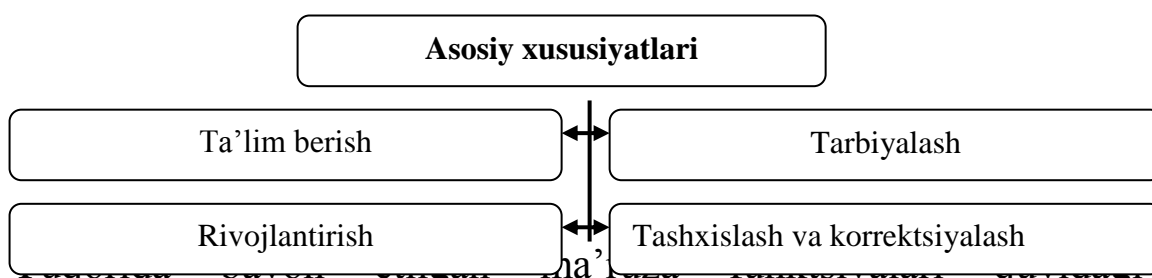 Asosiy xususiyatlari
Ta’lim berish
Tarbiyalash
Rivojlantirish
Tashxislash va korrektsiyalash